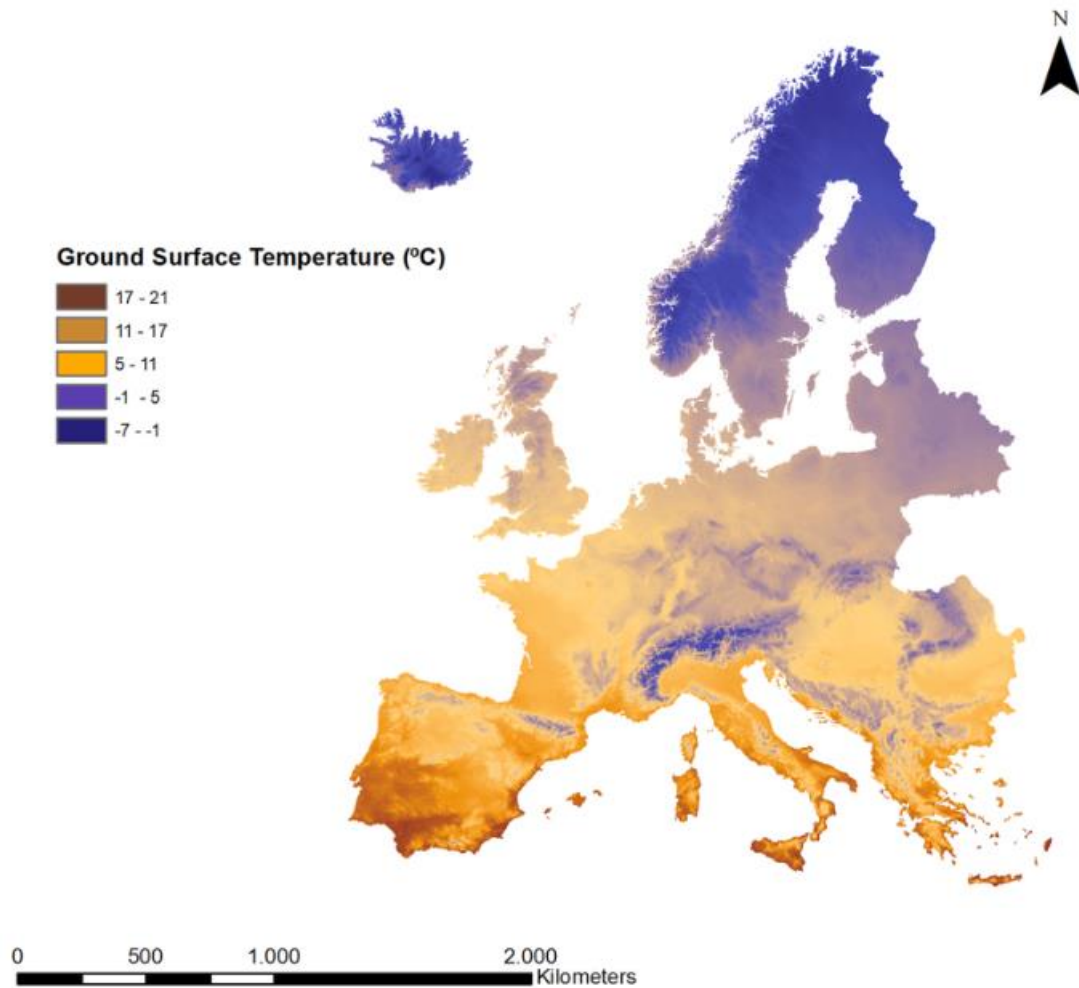 N
Ground Surface Temperature (ºC)
17 - 21
11 - 17
5 - 11
-1 - 5
-7 - -1
0 500 1.000 2.000
Kilometers